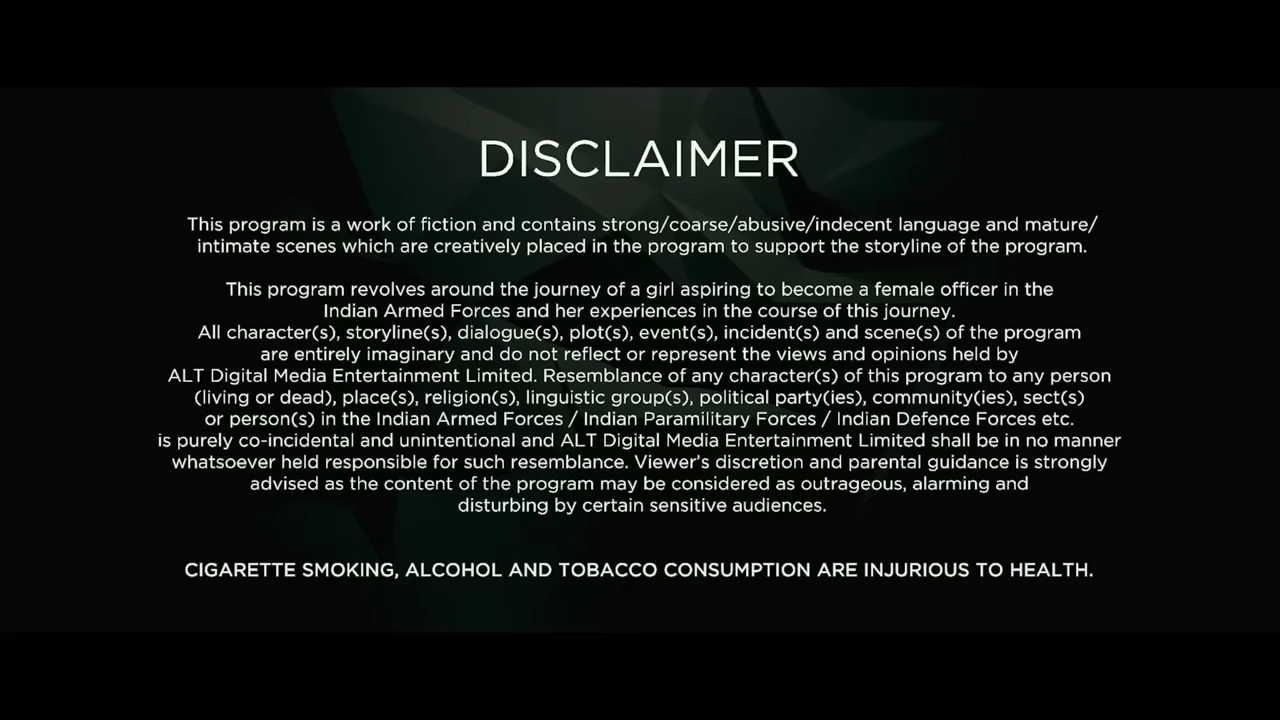 DISCLAIMER
This program is a work of fiction and contains strong/coarse/abusive/indecent language and mature/
intimate scenes which are creatively placed in the program to support the storyline of the program.
This program revolves around the journey of a girl aspiring to become a female officer in the
Indian Armed Forces and her experiences in the course of this journey.
All character(s), storyline(s), dialogue(s), plot(s), event(s), incident(s) and scene(s) of the program
are entirely imaginary and do not reflect or represent the views and opinions held by
ALT Digital Media Entertainment Limited. Resemblance of any character(s) of this program to any person
(living or dead), place(s), religion(s), linguistic group(s), political party(ies), community(ies), sect(s)
or person(s) in the Indian Armed Forces / Indian Paramilitary Forces / Indian Defence Forces etc.
is purely co-incidental and unintentional and ALT Digital Media Entertainment Limited shall be in no manner
whatsoever held responsible for such resemblance. Viewer's discretion and parental guidance is strongly
advised as the content of the program may be considered as outrageous, alarming and
disturbing by certain sensitive audiences.
CIGARETTE SMOKING, ALCOHOL AND TOBACCO CONSUMPTION ARE INJURIOUS TO HEALTH.